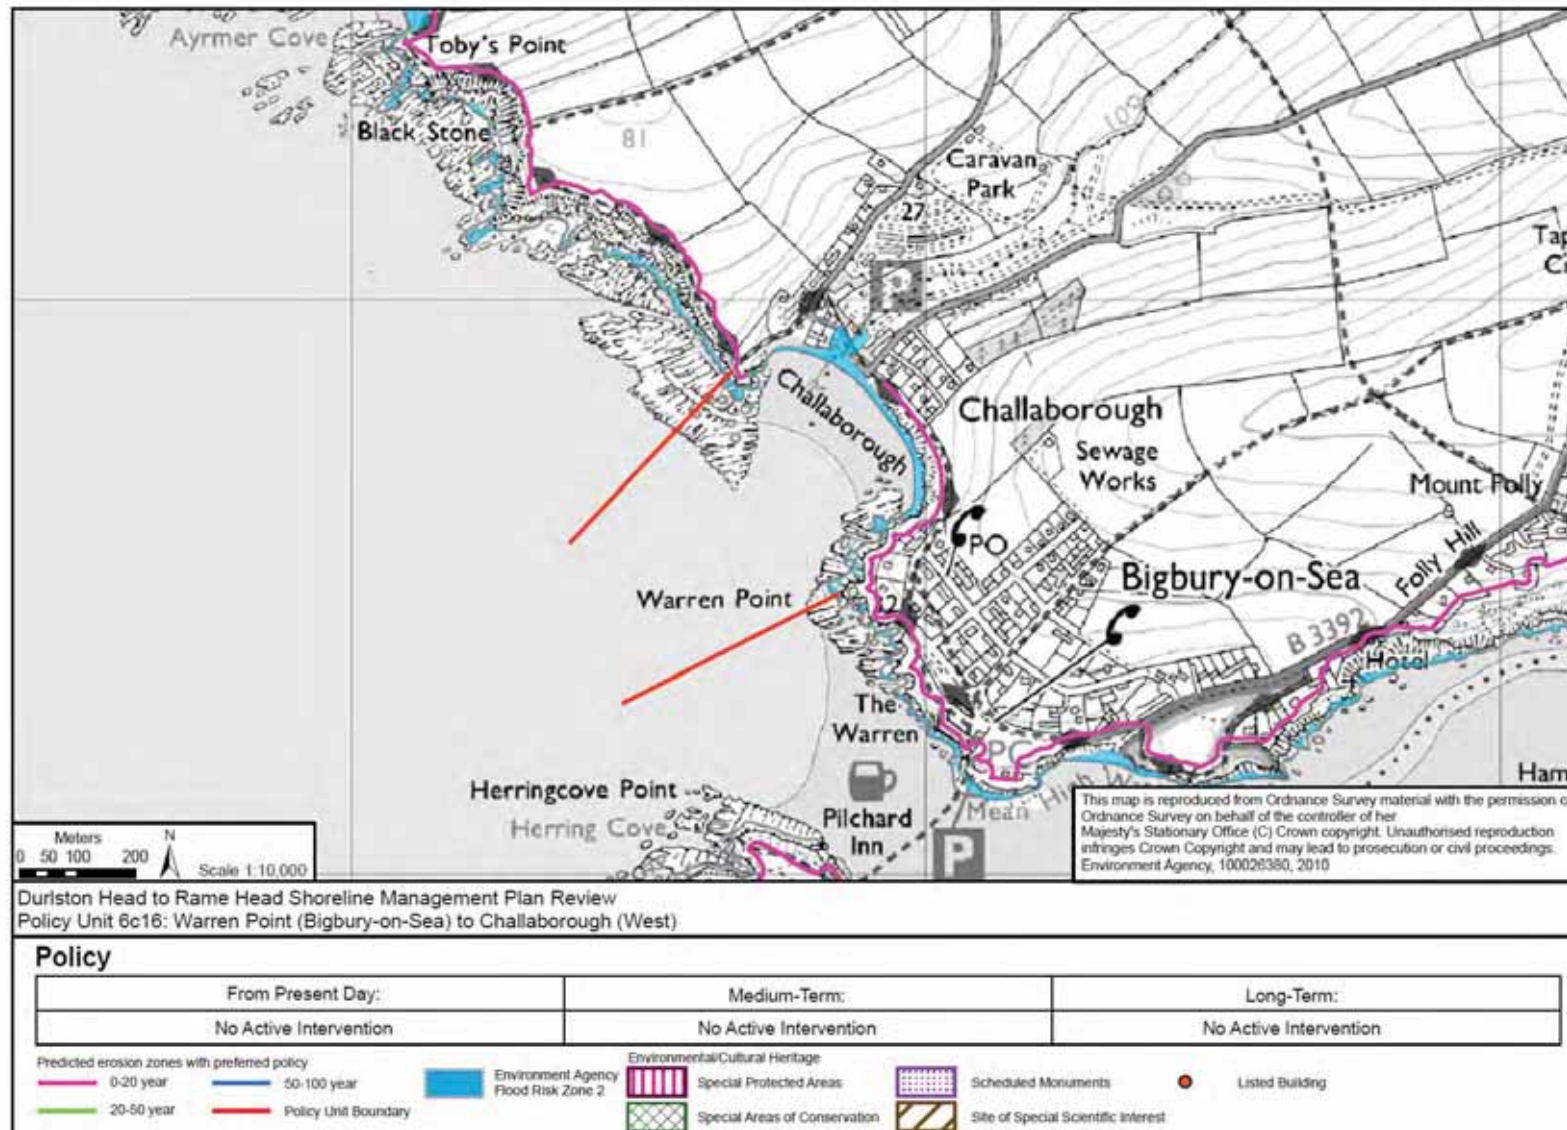 Ayrmer Cove
Toby's Point
Black Stone
81
100
Caravan
Park
27
P
Challaborough
Challaborough
Sewage
Works
Mount Folly
PO
Folly Hill
Bigbury-on-Sea
Warren Point
B 3392
Hotel
The
Warren
PC
Herringcove Point
Herring Cove
Pilchard
Inn
Mean High
P
Ham
This map is reproduced from Ordnance Survey material with the permission o
Ordnance Survey on behalf of the controller of her
Majesty's Stationary Office (C) Crown copyright. Unauthorised reproduction
infringes Crown Copyright and may lead to prosecution or civil proceedings.
Environment Agency, 100026380, 2010
Meters
N
0 50 100 200
Scale 1:10,000
Durlston Head to Rame Head Shoreline Management Plan Review
Policy Unit 6c16: Warren Point (Bigbury-on-Sea) to Challaborough (West)
Policy
From Present Day: Medium-Term: Long-Term:
No Active Intervention No Active Intervention No Active Intervention
Predicted erosion zones with preferred policy
0-20 year
50-100 year
20-50 year
Policy Unit Boundary
Environment Agency
Flood Risk Zone 2
Environmental/Cultural Heritage
Special Protected Areas
Scheduled Monuments
Listed Building
Special Areas of Conservation
Site of Special Scientific Interest